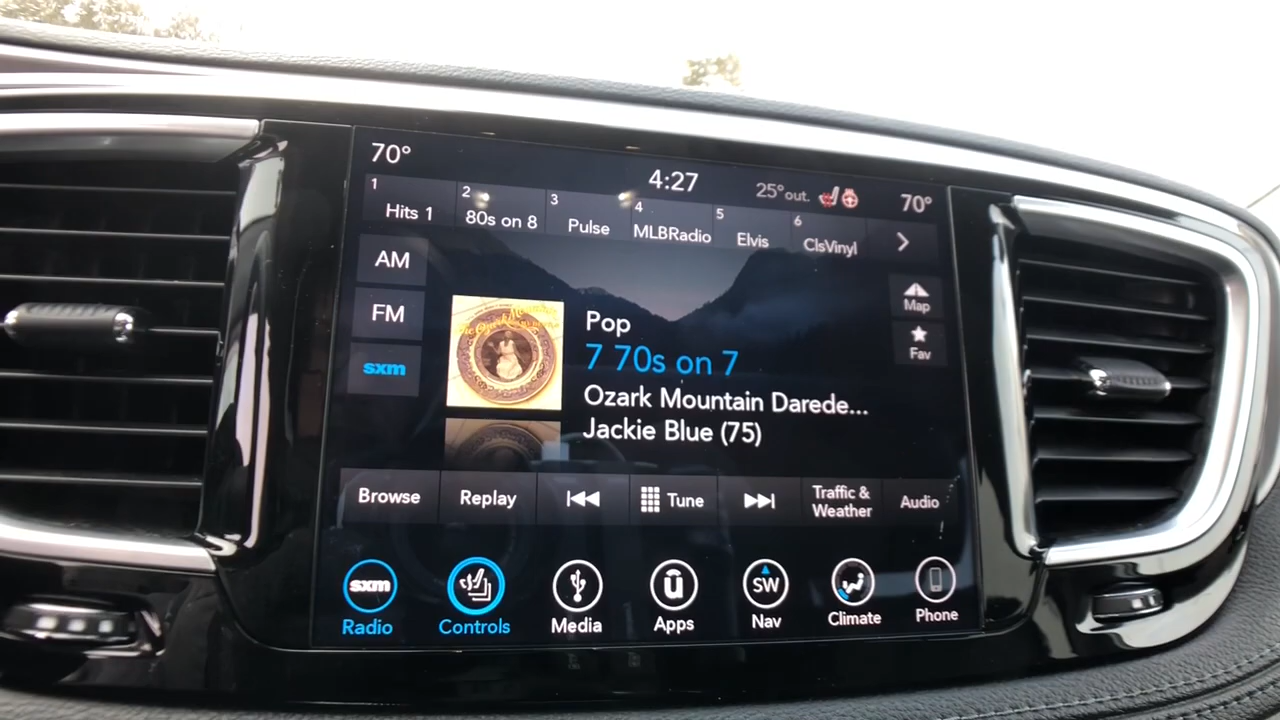 70°
4:27
25°out.
70°
1 Hits 1
2 80s on 8
3 Pulse
4 MLBRadio
5 Elvis
6 ClsVinyl
AM
FM
sxm
Map
Fav
Pop
7 70s on 7
Ozark Mountain Darede...
Jackie Blue (75)
Browse
Replay
Tune
Traffic &
Weather
Audio
sxm
Radio
Controls
Media
ū
Apps
SW
Nav
Climate
Phone